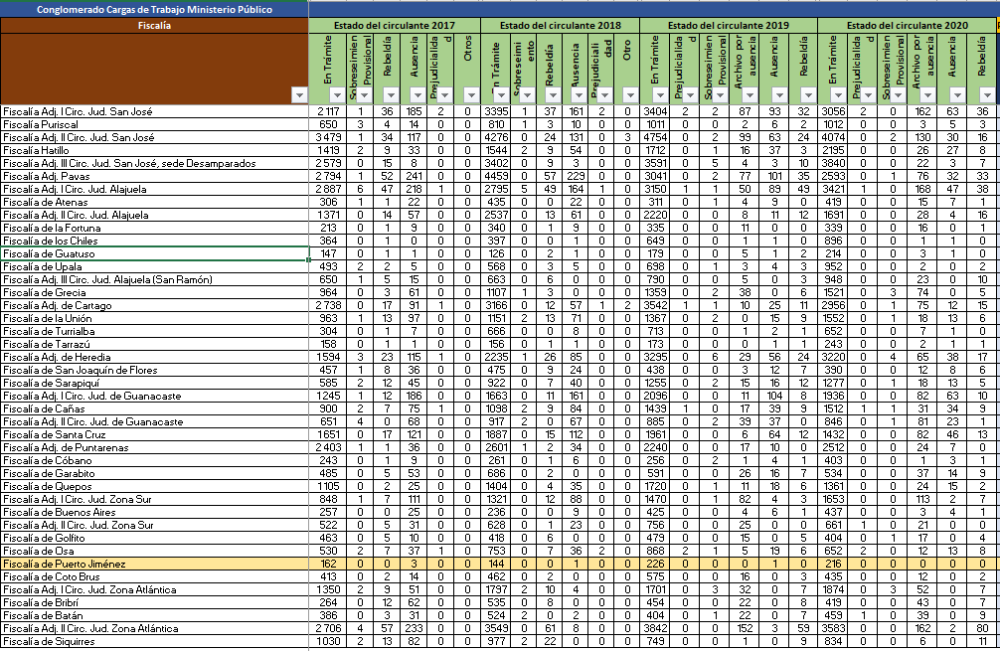 Conglomerado Cargas de Trabajo Ministerio Público
Fiscalía Estado del circulante 2017 Estado del circulante 2018 Estado del circulante 2019 Estado del circulante 2020
En Trámite Sobreseimien Provisional Rebeldía Ausencia Prejudicialida d Otros n Trámite Sobreseimi ento Rebeldía Ausencia Prejudiciali dad Otro En Trámite Prejudicialida d Sobreseimien Provisional Archivo por ausencia Ausencia Rebeldía En Trámite Prejudicialida d Sobreseimien Provisional Archivo por ausencia Ausencia Rebeldía
Fiscalía Adj. I Circ. Jud. San José 2 117 1 36 185 2 0 3395 1 37 161 2 0 3404 2 2 87 93 32 3056 2 0 162 63 36
Fiscalía Puriscal 650 3 4 14 0 0 810 1 3 10 0 0 1011 0 0 2 6 2 1012 0 0 3 5 3
Fiscalía Adj. II Circ. Jud. San José 3 479 1 34 117 0 0 4276 0 24 131 0 3 4754 0 2 99 63 24 4074 0 2 130 30 16
Fiscalía Hatillo 1419 2 9 33 0 0 1544 2 9 54 0 0 1712 0 1 16 37 3 2195 0 0 26 27 8
Fiscalía Adj. III Circ. Jud. San José, sede Desamparados 2 579 0 15 8 0 0 3402 0 9 3 0 0 3591 0 5 4 3 10 3840 0 0 22 3 7
Fiscalía Adj. Pavas 2 794 1 52 241 0 0 4459 0 57 229 0 0 3041 0 2 77 101 35 2593 0 1 76 32 33
Fiscalía Adj. I Circ. Jud. Alajuela 2 887 6 47 218 1 0 2795 5 49 164 1 0 3150 1 1 50 89 49 3421 1 0 168 47 38
Fiscalía de Atenas 306 1 1 22 0 0 435 0 0 22 0 0 311 0 1 4 9 0 419 0 0 15 7 1
Fiscalía Adj. II Circ. Jud. Alajuela 1371 0 14 57 0 0 2537 0 13 61 0 0 2220 0 0 8 11 12 1691 0 0 28 4 16
Fiscalía de la Fortuna 213 0 1 9 0 0 340 0 1 9 0 0 335 0 0 11 0 0 339 0 0 16 0 1
Fiscalía de los Chiles 364 0 1 0 0 0 397 0 0 1 0 0 649 0 0 1 1 0 896 0 0 1 1 0
Fiscalía de Guatuso 147 0 1 1 0 0 126 0 2 1 0 0 179 0 0 5 1 2 214 0 0 3 1 0
Fiscalía de Upala 493 2 2 5 0 0 568 0 3 5 0 0 698 0 1 3 4 3 952 0 0 2 0 2
Fiscalía Adj. III Circ. Jud. Alajuela (San Ramón) 650 1 5 15 0 0 663 0 6 0 0 0 790 0 0 5 0 3 948 0 0 23 0 10
Fiscalía de Grecia 964 0 3 61 0 0 1107 1 3 0 0 0 1359 0 2 38 0 6 1521 0 3 74 0 5
Fiscalía Adj. de Cartago 2 738 0 17 91 1 0 3166 0 12 57 1 2 3542 1 1 10 25 11 2956 0 1 75 12 15
Fiscalía de la Unión 963 1 13 97 0 0 1151 2 13 71 0 0 1367 0 2 0 15 9 1552 0 1 18 13 6
Fiscalía de Turrialba 304 0 1 7 0 0 666 0 0 8 0 0 713 0 0 1 2 1 652 0 0 7 1 0
Fiscalía de Tarrazú 158 0 1 1 0 0 156 0 1 1 0 0 173 0 0 0 1 1 243 0 0 2 1 1
Fiscalía Adj. de Heredia 1594 3 23 115 1 0 2235 1 26 85 0 0 3295 0 6 29 56 24 3220 0 4 65 38 17
Fiscalía de San Joaquín de Flores 457 1 8 36 0 0 475 0 9 24 0 0 438 0 0 3 12 7 390 0 0 12 8 6
Fiscalía de Sarapiquí 585 2 12 45 0 0 922 0 7 40 0 0 1255 0 2 15 16 12 1277 0 1 18 13 5
Fiscalía Adj. I Circ. Jud. de Guanacaste 1245 1 12 186 0 0 1663 0 11 161 0 0 2096 0 0 11 104 8 1936 0 0 82 63 10
Fiscalía de Cañas 900 2 7 75 1 0 1098 2 9 84 0 0 1439 1 0 17 39 9 1512 1 1 31 34 9
Fiscalía Adj. II Circ. Jud. de Guanacaste 651 4 0 68 0 0 917 2 0 67 0 0 885 0 2 39 37 0 846 0 1 81 23 1
Fiscalía de Santa Cruz 1651 0 17 121 0 0 1887 0 15 112 0 0 1961 0 0 6 64 12 1432 0 0 82 46 13
Fiscalía Adj. de Puntarenas 2 403 1 1 36 0 0 2601 1 2 34 0 0 2240 0 0 17 10 0 2512 0 0 24 7 0
Fiscalía de Cóbano 243 0 1 9 0 0 261 0 1 6 0 0 256 0 2 1 4 1 403 0 0 1 3 1
Fiscalía de Garabito 485 0 5 53 0 0 686 0 2 0 0 0 591 0 0 26 16 7 534 0 0 37 14 9
Fiscalía de Quepos 1105 0 2 25 0 0 1404 0 4 35 0 0 1720 0 1 11 18 6 1361 0 0 24 15 2
Fiscalía Adj. I Circ. Jud. Zona Sur 848 1 7 111 0 0 1321 0 12 88 0 0 1470 0 1 82 4 3 1653 0 0 113 2 7
Fiscalía de Buenos Aires 257 0 0 25 0 0 236 0 0 9 0 0 425 0 0 4 6 1 437 0 0 3 4 1
Fiscalía Adj. II Circ. Jud. Zona Sur 522 0 5 31 0 0 628 0 1 23 0 0 756 0 0 25 0 0 661 1 0 21 0 0
Fiscalía de Golfito 463 0 5 10 0 0 418 0 6 0 0 0 479 0 0 15 0 5 404 0 1 17 0 4
Fiscalía de Osa 530 2 7 37 1 0 753 0 7 36 2 0 868 2 1 5 19 6 652 2 0 12 13 8
Fiscalía de Puerto Jiménez 162 0 0 3 0 0 144 0 0 1 0 0 226 0 0 0 1 0 216 0 0 0 0 0
Fiscalía de Coto Brus 413 0 2 14 0 0 462 0 2 0 0 0 575 0 0 16 0 3 435 0 0 12 0 2
Fiscalía Adj. I Circ. Jud. Zona Atlántica 1350 2 9 51 0 0 1797 2 10 4 0 0 1701 0 3 32 0 7 1874 0 3 52 0 7
Fiscalía de Bribrí 264 0 12 62 0 0 535 0 8 0 0 0 454 0 0 22 0 8 419 0 0 43 0 7
Fiscalía de Batán 386 0 3 31 0 0 524 2 0 2 0 0 404 0 1 22 0 7 459 1 0 39 0 9
Fiscalía Adj. II Circ. Jud. Zona Atlántica 2 706 4 57 233 0 0 3549 0 61 8 0 0 3842 0 0 152 3 59 3583 0 0 162 2 80
Fiscalía de Siquirres 1030 2 13 82 0 0 977 2 22 0 0 0 749 0 0 1 0 9 834 0 0 6 0 11